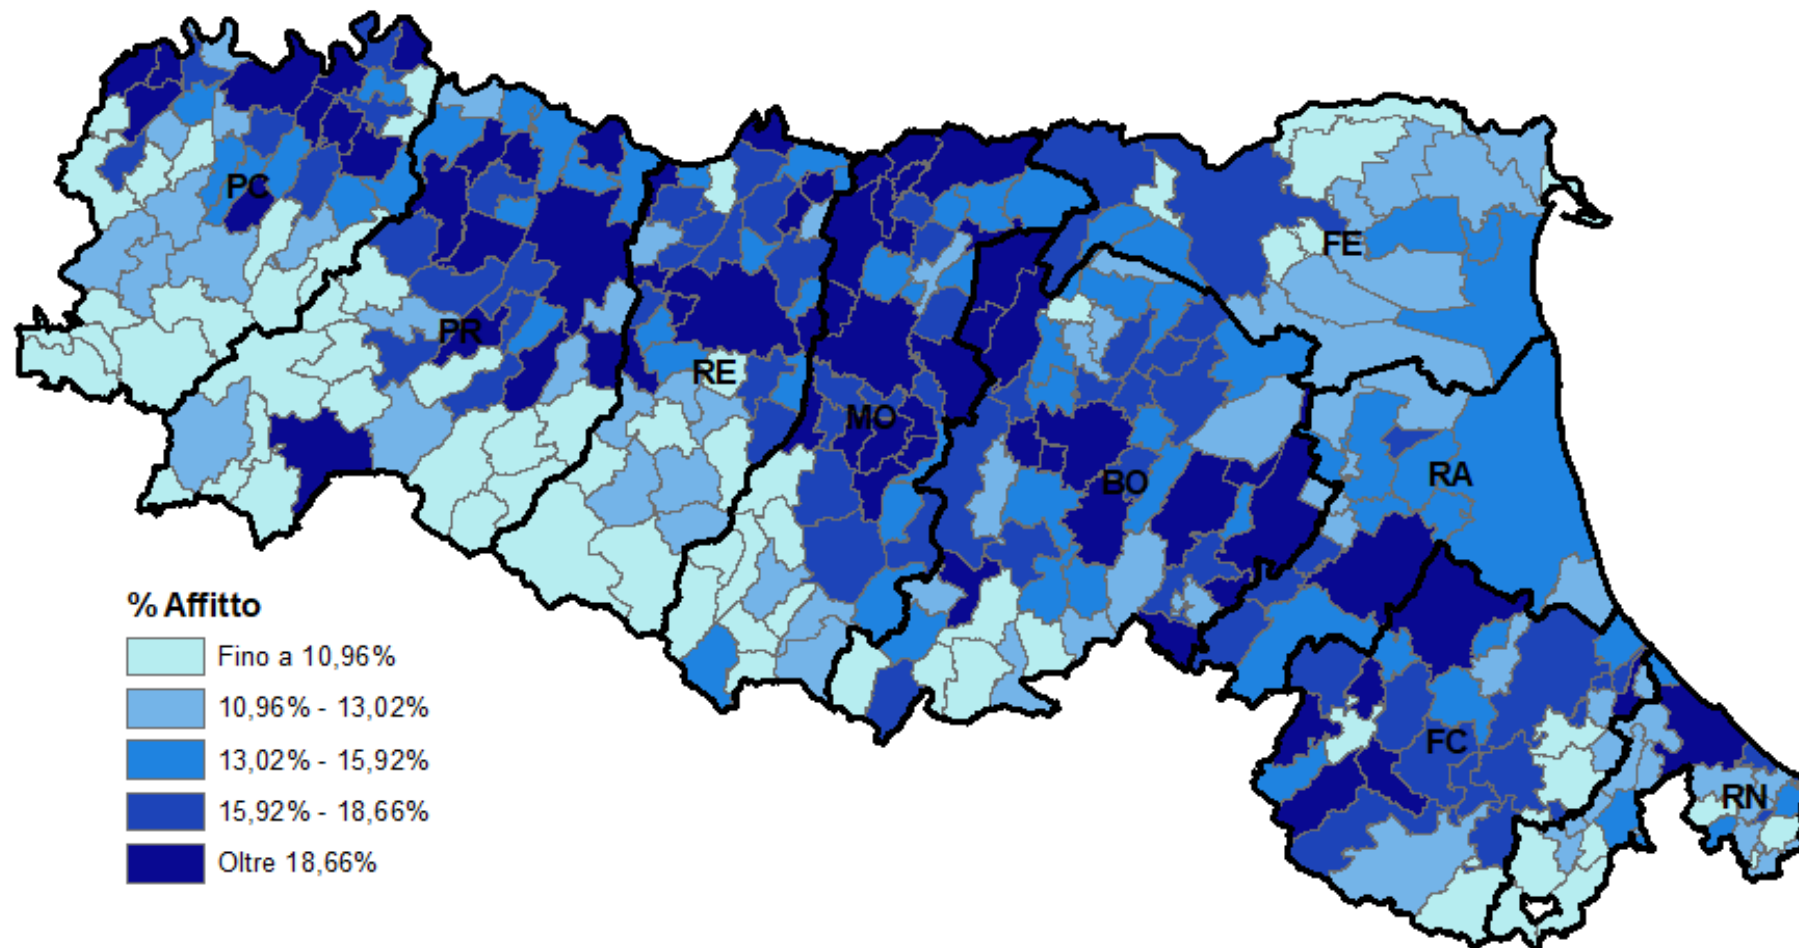 PC
FE
PR
RE
MO
BO
RA
% Affitto
Fino a 10,96%
10,96% - 13,02%
13,02% - 15,92%
15,92% - 18,66%
Oltre 18,66%
FC
RN